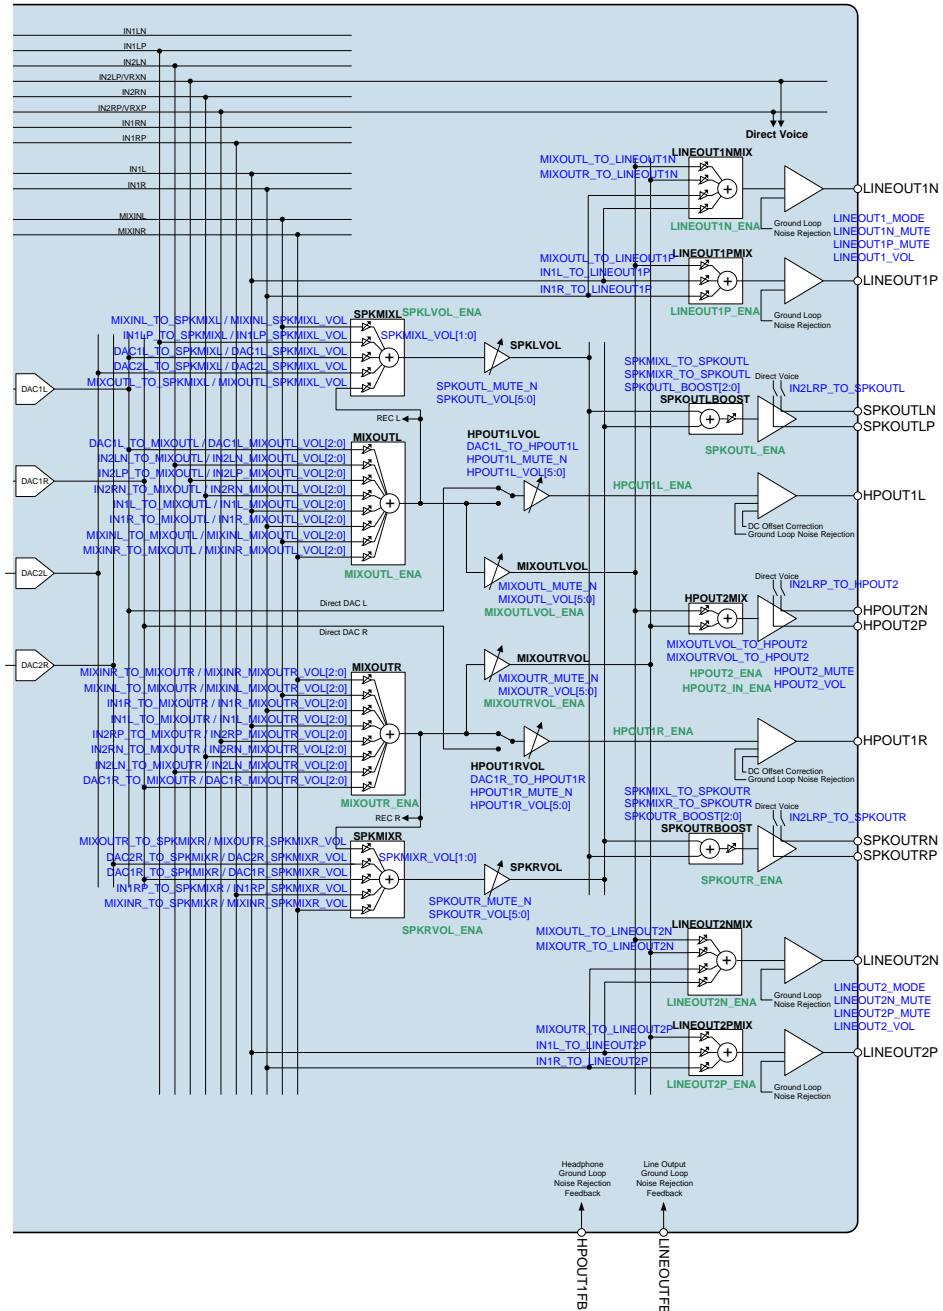 IN1LN
IN1LP
IN2LN
IN2LP/VRXN
IN2RN
IN2RP/VRXP
IN1RN
IN1RP
IN1L
IN1R
MIXINL
MIXINR
Direct Voice
LINEOUT1NMIX
MIXOUTL_TO_LINEOUT1N
MIXOUTR_TO_LINEOUT1N
LINEOUT1N_ENA
Ground Loop
Noise Rejection
LINEOUT1N
LINEOUT1_MODE
LINEOUT1N_MUTE
LINEOUT1P_MUTE
LINEOUT1_VOL
LINEOUT1PMIX
MIXOUTL_TO_LINEOUT1P
IN1L_TO_LINEOUT1P
IN1R_TO_LINEOUT1P
LINEOUT1P_ENA
Ground Loop
Noise Rejection
LINEOUT1P
SPKMIXL
SPKLVOL_ENA
MIXINL_TO_SPKMIXL / MIXINL_SPKMIXL_VOL
IN1LP_TO_SPKMIXL / IN1LP_SPKMIXL_VOL
DAC1L_TO_SPKMIXL / DAC1L_SPKMIXL_VOL
DAC2L_TO_SPKMIXL / DAC2L_SPKMIXL_VOL
MIXOUTL_TO_SPKMIXL / MIXOUTL_SPKMIXL_VOL
SPKMIXL_VOL[1:0]
SPKLVOL
SPKOUTL_MUTE_N
SPKOUTL_VOL[5:0]
SPKMIXL_TO_SPKOUTL
SPKMIXR_TO_SPKOUTL
SPKOUTL_BOOST[2:0]
SPKOUTLBOOST
SPKOUTL_ENA
Direct Voice
IN2LRP_TO_SPKOUTL
SPKOUTLN
SPKOUTLP
DAC1L
DAC1R
DAC2L
DAC2R
REC L
MIXOUTL
DAC1L_TO_MIXOUTL / DAC1L_MIXOUTL_VOL[2:0]
IN2LN_TO_MIXOUTL / IN2LN_MIXOUTL_VOL[2:0]
IN2LP_TO_MIXOUTL / IN2LP_MIXOUTL_VOL[2:0]
IN2RN_TO_MIXOUTL / IN2RN_MIXOUTL_VOL[2:0]
IN1L_TO_MIXOUTL / IN1L_MIXOUTL_VOL[2:0]
IN1R_TO_MIXOUTL / IN1R_MIXOUTL_VOL[2:0]
MIXINL_TO_MIXOUTL / MIXINL_MIXOUTL_VOL[2:0]
MIXINR_TO_MIXOUTL / MIXINR_MIXOUTL_VOL[2:0]
MIXOUTL_ENA
HPOUT1LVOL
DAC1L_TO_HPOUT1L
HPOUT1L_MUTE_N
HPOUT1L_VOL[5:0]
HPOUT1L_ENA
DC Offset Correction
Ground Loop Noise Rejection
HPOUT1L
MIXOUTLVOL
MIXOUTL_MUTE_N
MIXOUTL_VOL[5:0]
MIXOUTLVOL_ENA
Direct DAC L
Direct DAC R
Direct Voice
IN2LRP_TO_HPOUT2
HPOUT2MIX
HPOUT2N
HPOUT2P
MIXOUTLVOL_TO_HPOUT2
MIXOUTRVOL_TO_HPOUT2
HPOUT2_ENA
HPOUT2_IN_ENA
HPOUT2_MUTE
HPOUT2_VOL
MIXOUTRVOL
MIXOUTR_MUTE_N
MIXOUTR_VOL[5:0]
MIXOUTRVOL_ENA
MIXOUTR
MIXINR_TO_MIXOUTR / MIXINR_MIXOUTR_VOL[2:0]
MIXINL_TO_MIXOUTR / MIXINL_MIXOUTR_VOL[2:0]
IN1R_TO_MIXOUTR / IN1R_MIXOUTR_VOL[2:0]
IN1L_TO_MIXOUTR / IN1L_MIXOUTR_VOL[2:0]
IN2RP_TO_MIXOUTR / IN2RP_MIXOUTR_VOL[2:0]
IN2RN_TO_MIXOUTR / IN2RN_MIXOUTR_VOL[2:0]
IN2LN_TO_MIXOUTR / IN2LN_MIXOUTR_VOL[2:0]
DAC1R_TO_MIXOUTR / DAC1R_MIXOUTR_VOL[2:0]
MIXOUTR_ENA
HPOUT1R_ENA
HPOUT1RVOL
DAC1R_TO_HPOUT1R
HPOUT1R_MUTE_N
HPOUT1R_VOL[5:0]
DC Offset Correction
Ground Loop Noise Rejection
HPOUT1R
REC R
SPKMIXR
MIXOUTR_TO_SPKMIXR / MIXOUTR_SPKMIXR_VOL
DAC2R_TO_SPKMIXR / DAC2R_SPKMIXR_VOL
DAC1R_TO_SPKMIXR / DAC1R_SPKMIXR_VOL
IN1RP_TO_SPKMIXR / IN1RP_SPKMIXR_VOL
MIXINR_TO_SPKMIXR / MIXINR_SPKMIXR_VOL
SPKMIXR_VOL[1:0]
SPKRVOL
SPKOUTR_MUTE_N
SPKOUTR_VOL[5:0]
SPKRVOL_ENA
SPKMIXL_TO_SPKOUTR
SPKMIXR_TO_SPKOUTR
SPKOUTR_BOOST[2:0]
SPKOUTRBOOST
SPKOUTR_ENA
Direct Voice
IN2LRP_TO_SPKOUTR
SPKOUTRN
SPKOUTRP
LINEOUT2NMIX
MIXOUTL_TO_LINEOUT2N
MIXOUTR_TO_LINEOUT2N
LINEOUT2N_ENA
Ground Loop
Noise Rejection
LINEOUT2N
LINEOUT2_MODE
LINEOUT2N_MUTE
LINEOUT2P_MUTE
LINEOUT2_VOL
LINEOUT2PMIX
MIXOUTR_TO_LINEOUT2P
IN1L_TO_LINEOUT2P
IN1R_TO_LINEOUT2P
LINEOUT2P_ENA
Ground Loop
Noise Rejection
LINEOUT2P
Headphone
Ground Loop
Noise Rejection
Feedback
Line Output
Ground Loop
Noise Rejection
Feedback
HPOUT1FB
LINEOUTFB